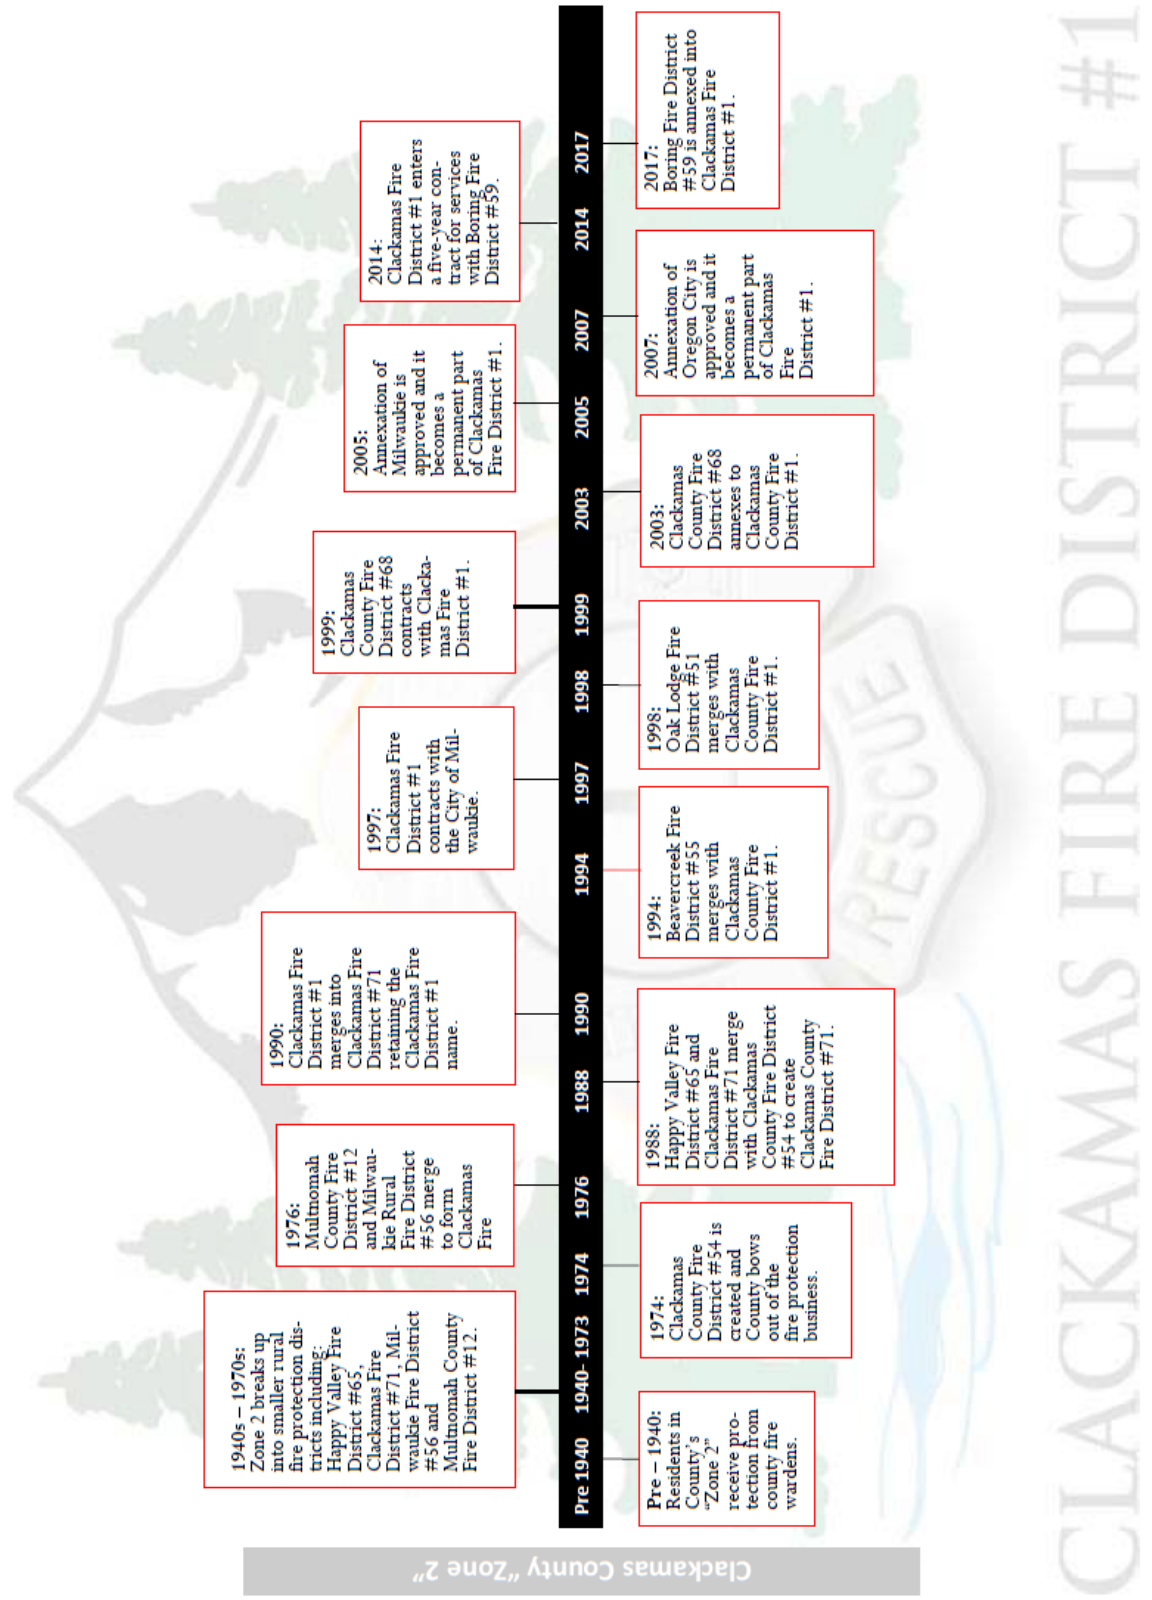 CLACKAMAS FIRE DISTRICT #1
Clackamas County "Zone 2"
1940s – 1970s:
Zone 2 breaks up
into smaller rural
fire protection dis-
tricts including:
Happy Valley Fire
District #65,
Clackamas Fire
District #71, Mil-
waukie Fire District
#56 and
Multnomah County
Fire District #12.
1976:
Multnomah
County Fire
District #12
and Milwau-
kie Rural
Fire District
#56 merge
to form
Clackamas
Fire
1990:
Clackamas Fire
District #1
merges into
Clackamas Fire
District #71
retaining the
Clackamas Fire
District #1
name.
1997:
Clackamas Fire
District #1
contracts with
the City of Mil-
waukie.
1999:
Clackamas
County Fire
District #68
contracts
with Clacka-
mas Fire
District #1.
2005:
Annexation of
Milwaukie is
approved and it
becomes a
permanent part
of Clackamas
Fire District #1.
2014:
Clackamas Fire
District #1 enters
a five-year con-
tract for services
with Boring Fire
District #59.
Pre 1940 1940- 1973 1974 1976 1988 1990 1994 1997 1998 1999 2003 2005 2007 2014 2017
Pre – 1940:
Residents in
County's
"Zone 2"
receive pro-
tection from
county fire
wardens.
1974:
Clackamas
County Fire
District #54 is
created and
County bows
out of the
fire protection
business.
1988:
Happy Valley Fire
District #65 and
Clackamas Fire
District #71 merge
with Clackamas
County Fire District
#54 to create
Clackamas County
Fire District #71.
1994:
Beavercreek Fire
District #55
merges with
Clackamas
County Fire
District #1.
1998:
Oak Lodge Fire
District #51
merges with
Clackamas
County Fire
District #1.
2003:
Clackamas
County Fire
District #68
annexes to
Clackamas
County Fire
District #1.
2007:
Annexation of
Oregon City is
approved and it
becomes a
permanent part
of Clackamas
Fire
District #1.
2017:
Boring Fire District
#59 is annexed into
Clackamas Fire
District #1.
RESCUE